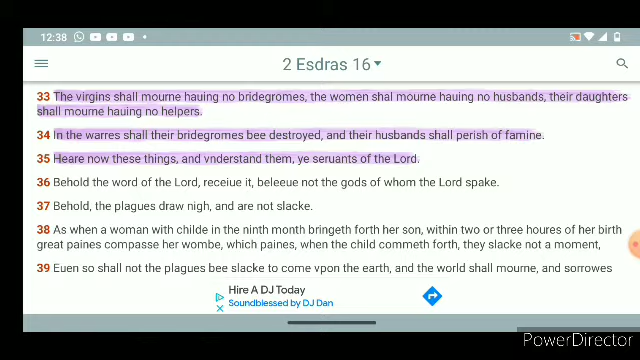 12:38
2 Esdras 16
33 The virgins shall mourne hauing no bridegromes, the women shal mourne hauing no husbands, their daughters
shall mourne hauing no helpers.
34 In the warres shall their bridegromes bee destroyed, and their husbands shall perish of famine.
35 Heare now these things, and vnderstand them, ye seruants of the Lord.
36 Behold the word of the Lord, receiue it, beleeue not the gods of whom the Lord spake.
37 Behold, the plagues draw nigh, and are not slacke.
38 As when a woman with childe in the ninth month bringeth forth her son, within two or three houres of her birth
great paines compasse her wombe, which paines, when the child commeth forth, they slacke not a moment,
39 Euen so shall not the plagues bee slacke to come vpon the earth, and the world shall mourne, and sorrowes
Hire A DJ Today
Soundblessed by DJ Dan
PowerDirector